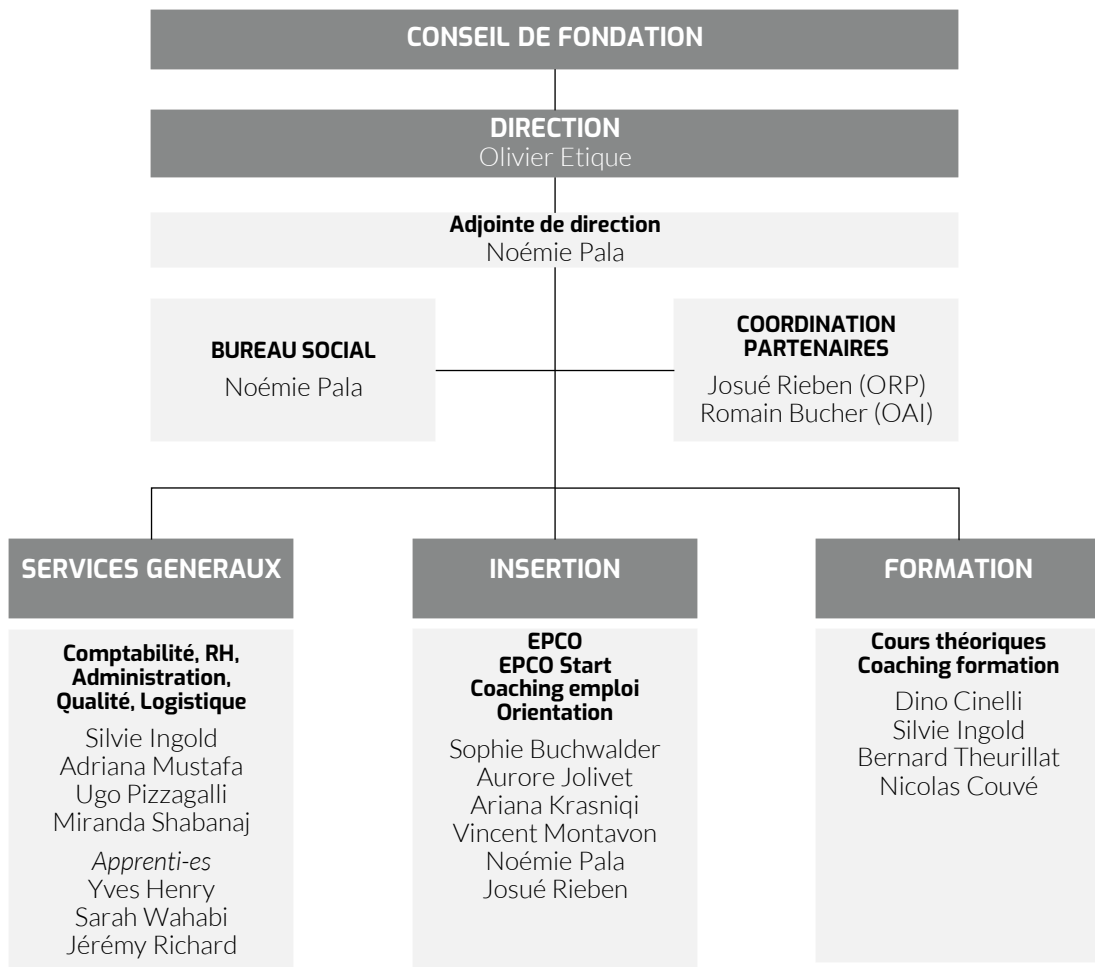 CONSEIL DE FONDATION
DIRECTION
Olivier Etique
Adjointe de direction
Noémie Pala
BUREAU SOCIAL
Noémie Pala
COORDINATION
PARTENAIRES
Josué Rieben (ORP)
Romain Bucher (OAI)
SERVICES GENERAUX
Comptabilité, RH,
Administration,
Qualité, Logistique
Silvie Ingold
Adriana Mustafa
Ugo Pizzagalli
Miranda Shabanaj
Apprenti-es
Yves Henry
Sarah Wahabi
Jérémy Richard
INSERTION
EPCO
EPCO Start
Coaching emploi
Orientation
Sophie Buchwalder
Aurore Jolivet
Ariana Krasniqi
Vincent Montavon
Noémie Pala
Josué Rieben
FORMATION
Cours théoriques
Coaching formation
Dino Cinelli
Silvie Ingold
Bernard Theurillat
Nicolas Couvé